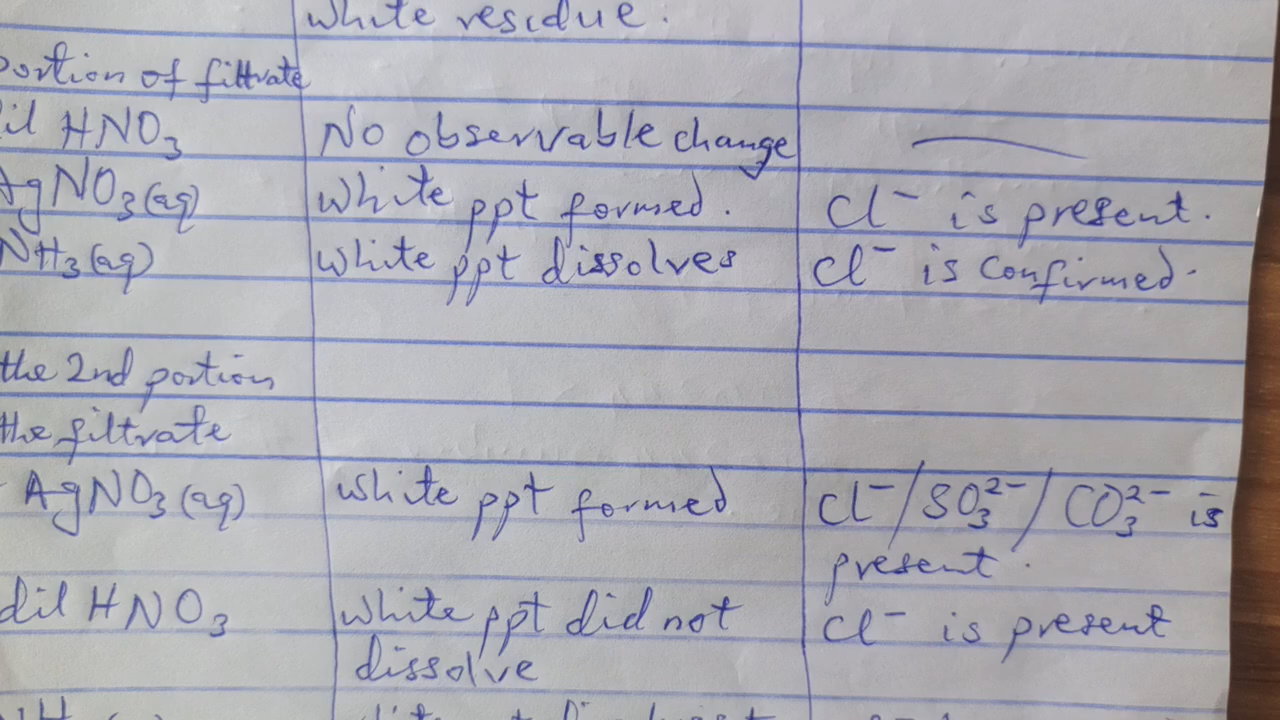 white residue.
portion of filtrate
dil HNO₃ No observable change —
AgNO₃(aq) white ppt formed. Cl⁻ is present.
NH₃(aq) white ppt dissolves Cl⁻ is confirmed.
the 2nd portion
the filtrate
AgNO₃(aq) white ppt formed Cl⁻/SO₃²⁻/CO₃²⁻ is
present.
dil HNO₃ white ppt did not Cl⁻ is present
dissolve